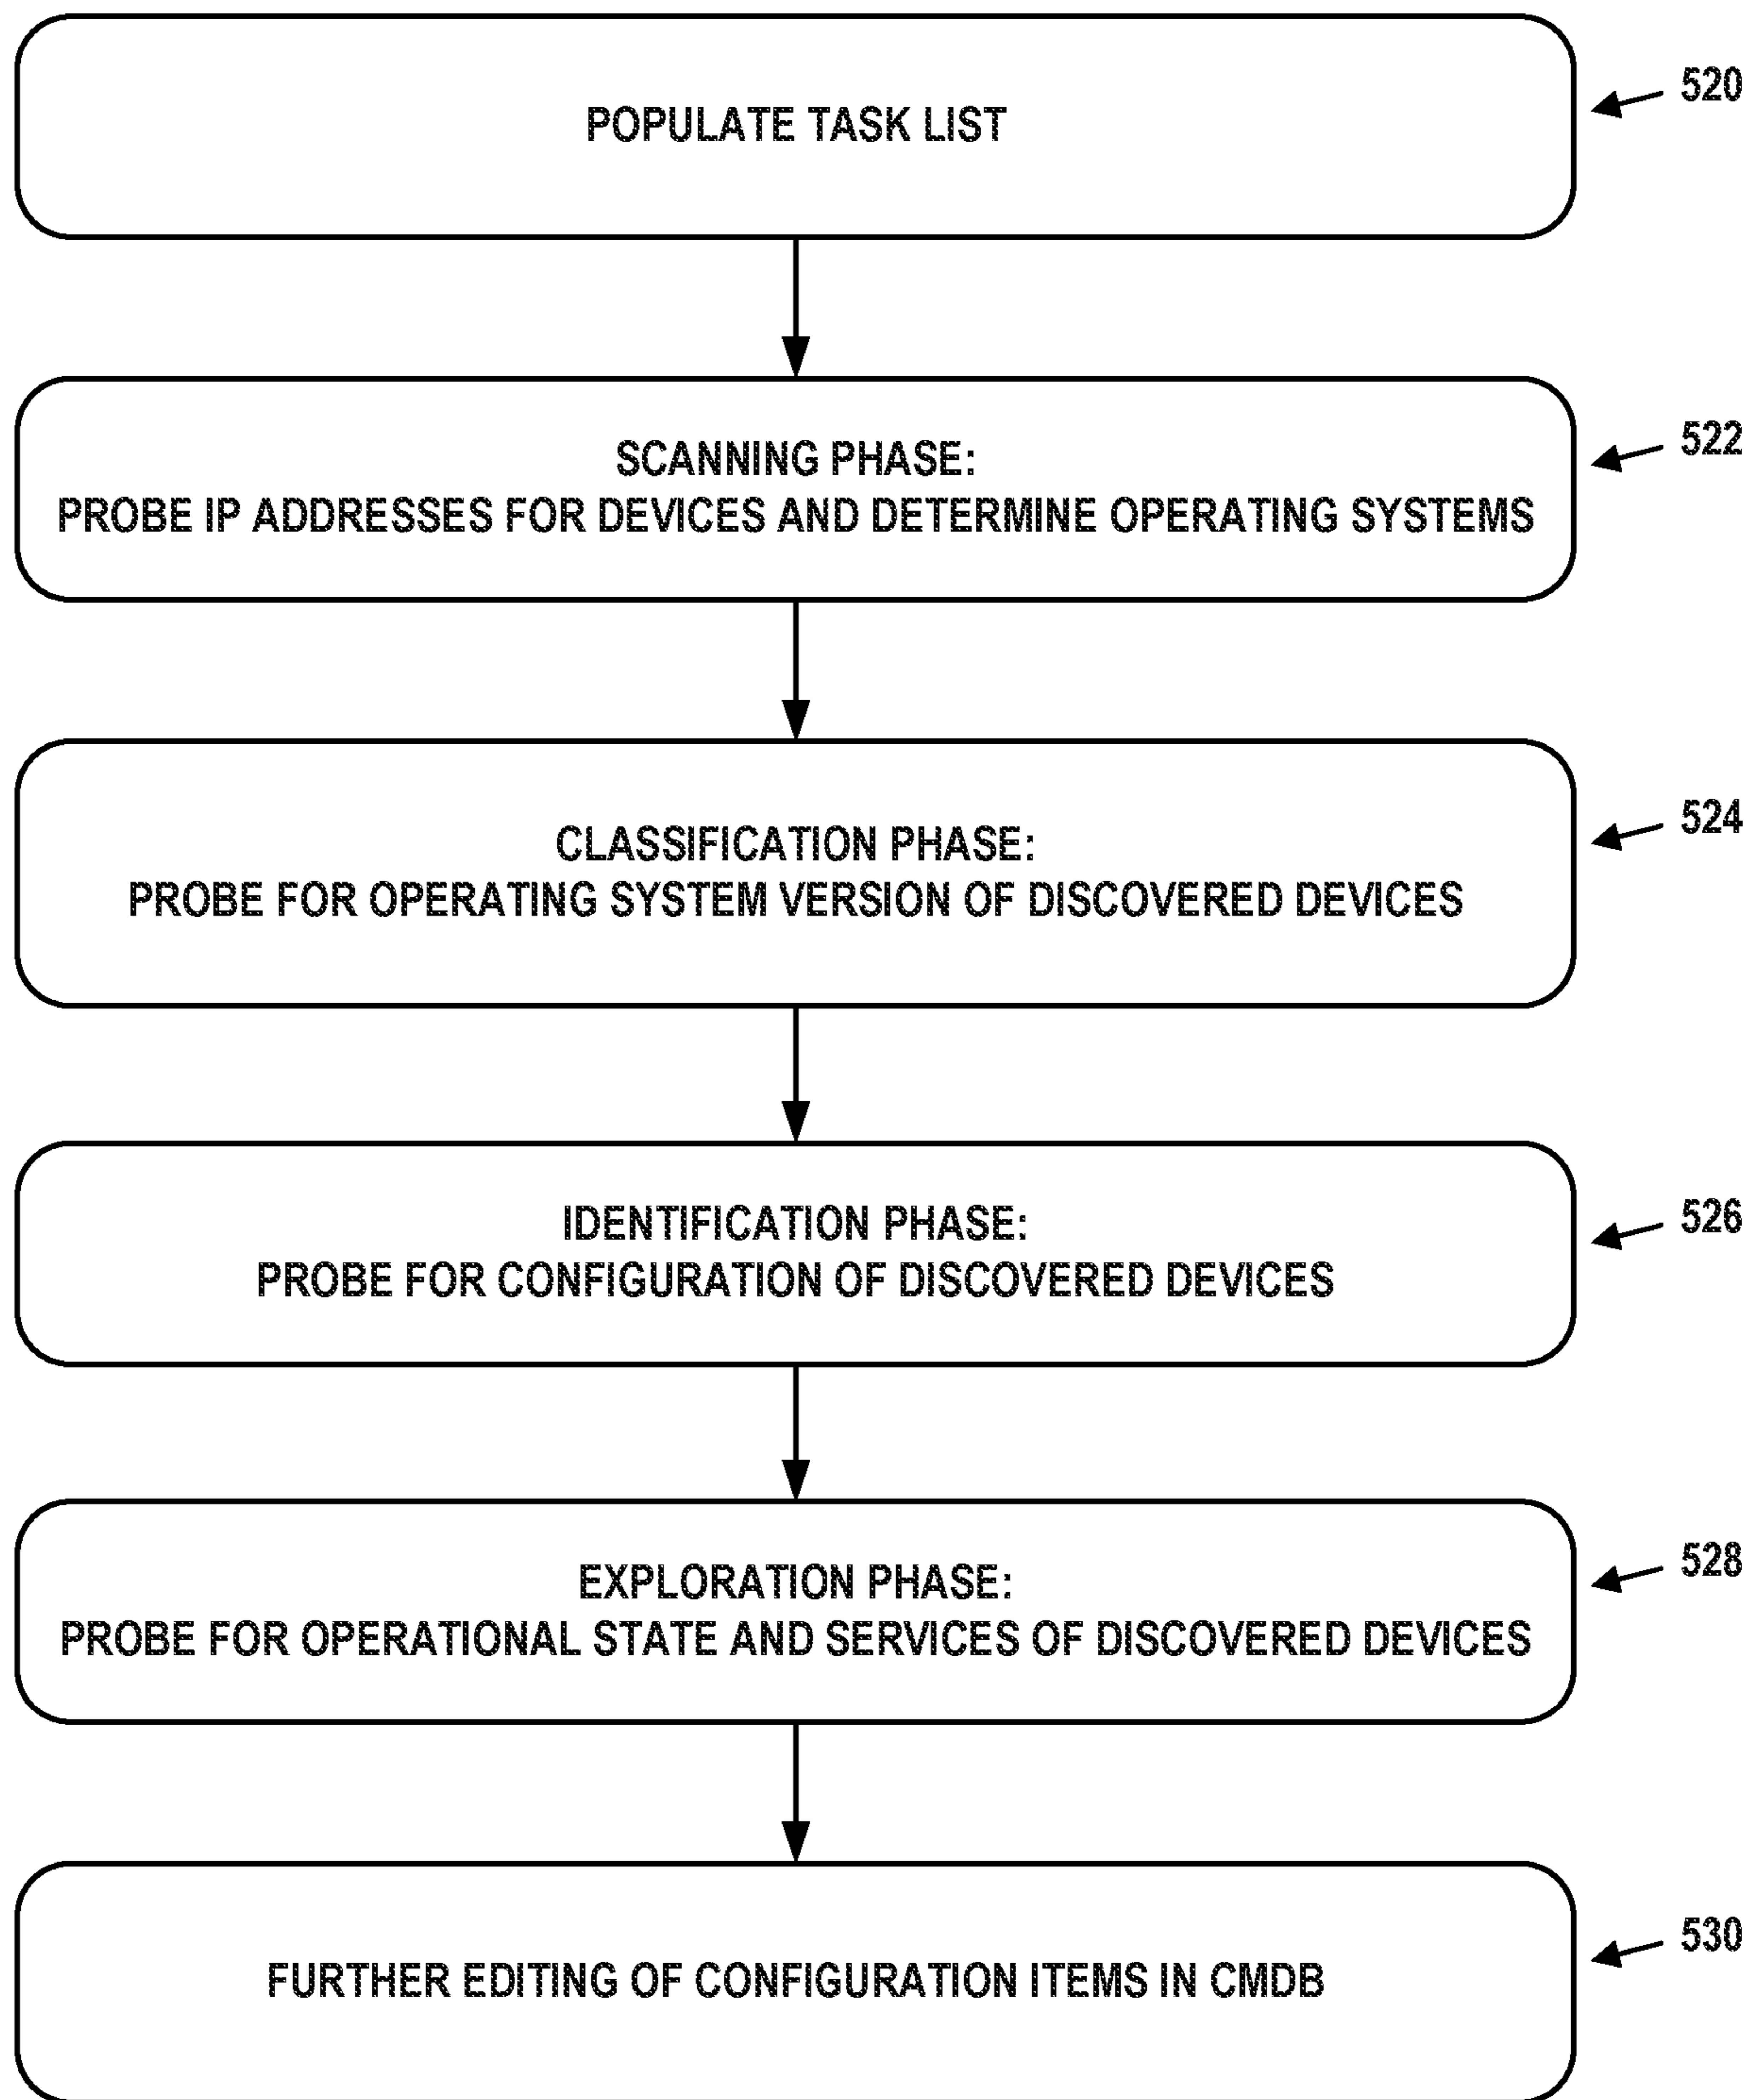 POPULATE TASK LIST
520
SCANNING PHASE:
PROBE IP ADDRESSES FOR DEVICES AND DETERMINE OPERATING SYSTEMS
522
CLASSIFICATION PHASE:
PROBE FOR OPERATING SYSTEM VERSION OF DISCOVERED DEVICES
524
IDENTIFICATION PHASE:
PROBE FOR CONFIGURATION OF DISCOVERED DEVICES
526
EXPLORATION PHASE:
PROBE FOR OPERATIONAL STATE AND SERVICES OF DISCOVERED DEVICES
528
FURTHER EDITING OF CONFIGURATION ITEMS IN CMDB
530